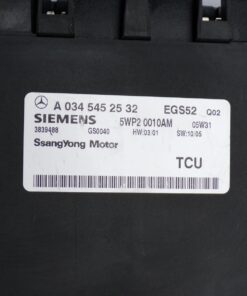 A 034 545 25 32 EGS52 Q02
SIEMENS 5WP2 0010AM 05W31
3839488 GS0040 HW:03.01 SW:10/05
SsangYong Motor
TCU